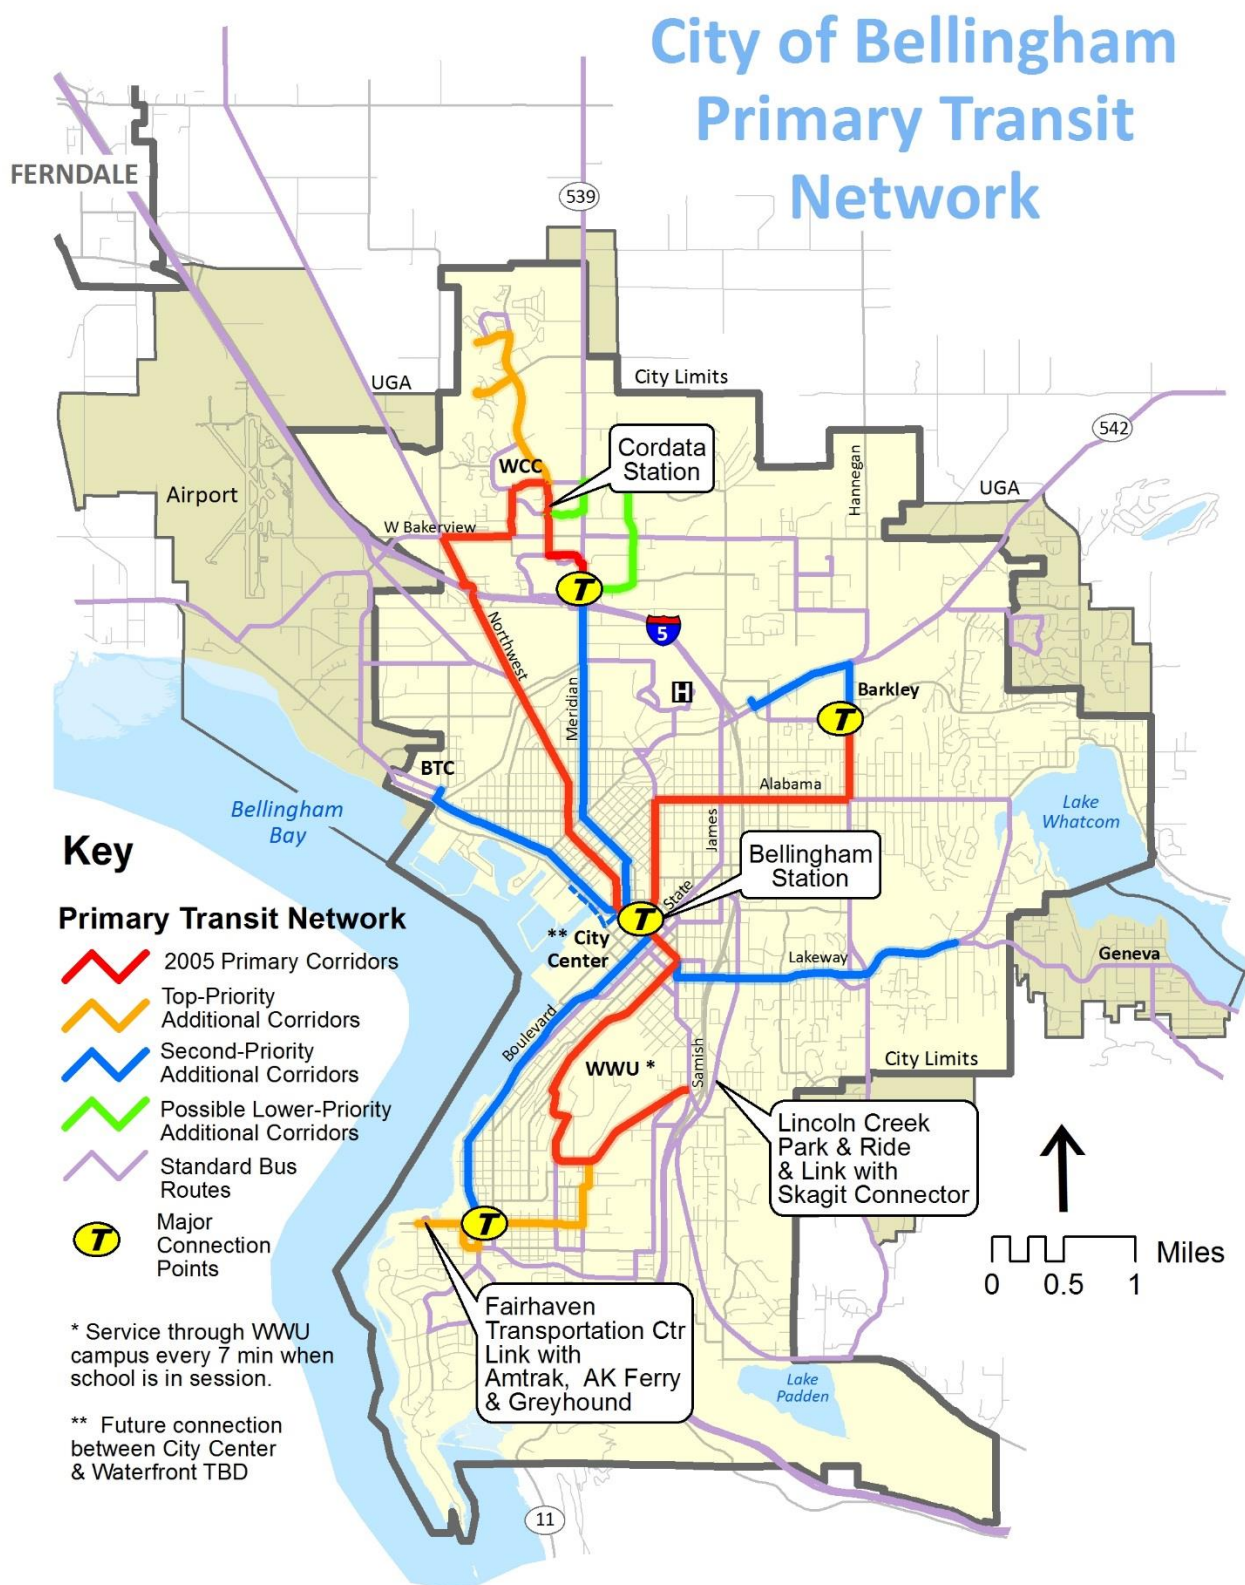 City of Bellingham
Primary Transit
Network
FERNDALE
539
UGA
City Limits
542
Cordata
Station
WCC
Hannegan
UGA
Airport
W Bakerview
T
Northwest
5
Meridian
H
Barkley
T
BTC
Alabama
Bellingham
Bay
Lake
Whatcom
James
Bellingham
Station
State
T
** City
Center
Lakeway
Geneva
Boulevard
WWU *
Samish
City Limits
Lincoln Creek
Park & Ride
& Link with
Skagit Connector
T
Fairhaven
Transportation Ctr
Link with
Amtrak, AK Ferry
& Greyhound
Lake
Padden
11
Key
Primary Transit Network
2005 Primary Corridors
Top-Priority
Additional Corridors
Second-Priority
Additional Corridors
Possible Lower-Priority
Additional Corridors
Standard Bus
Routes
T
Major
Connection
Points
* Service through WWU
campus every 7 min when
school is in session.
** Future connection
between City Center
& Waterfront TBD
Miles
0 0.5 1